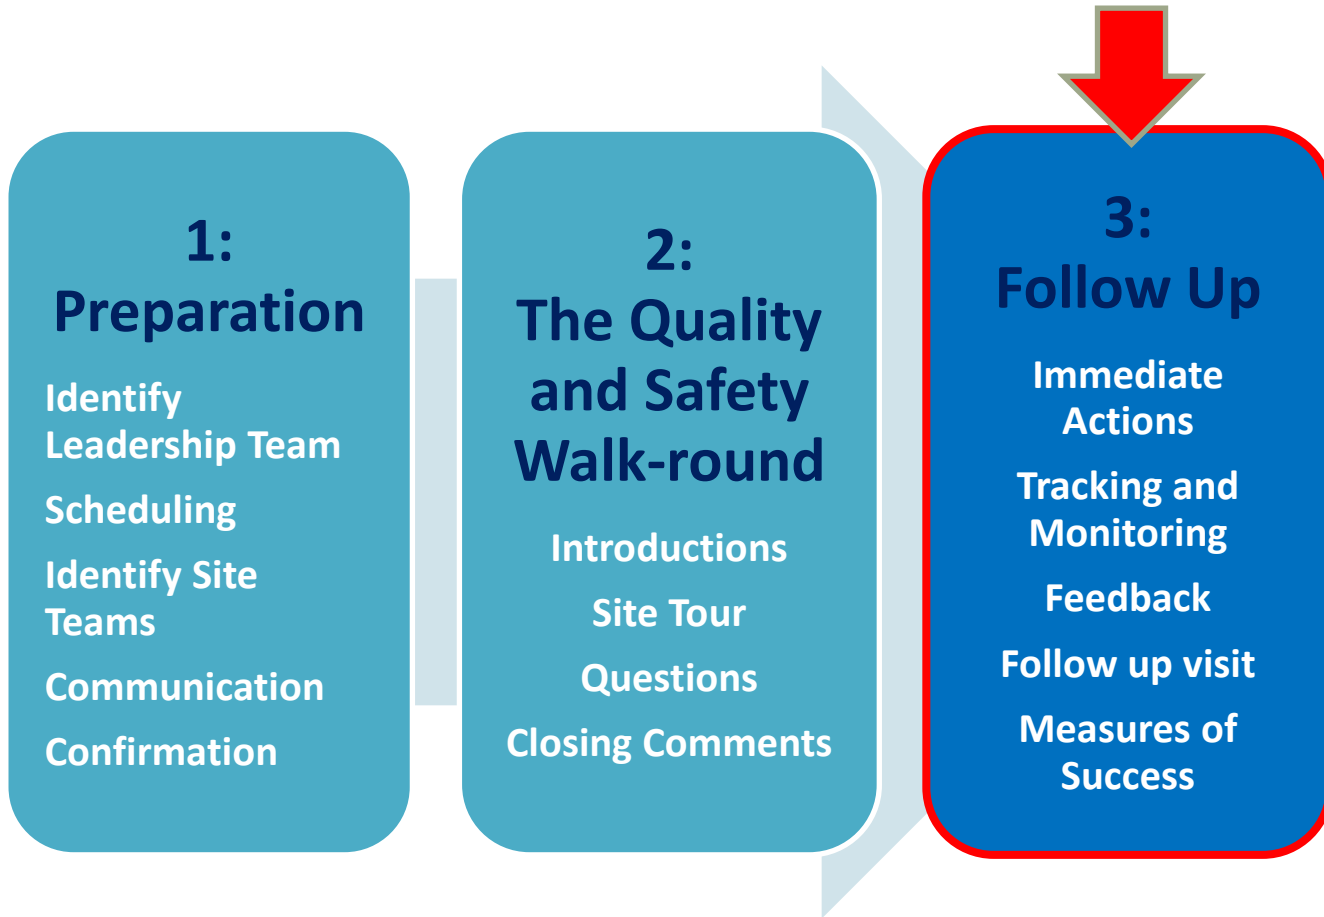 1:
Preparation
Identify
Leadership Team
Scheduling
Identify Site
Teams
Communication
Confirmation
2:
The Quality
and Safety
Walk-round
Introductions
Site Tour
Questions
Closing Comments
3:
Follow Up
Immediate
Actions
Tracking and
Monitoring
Feedback
Follow up visit
Measures of
Success